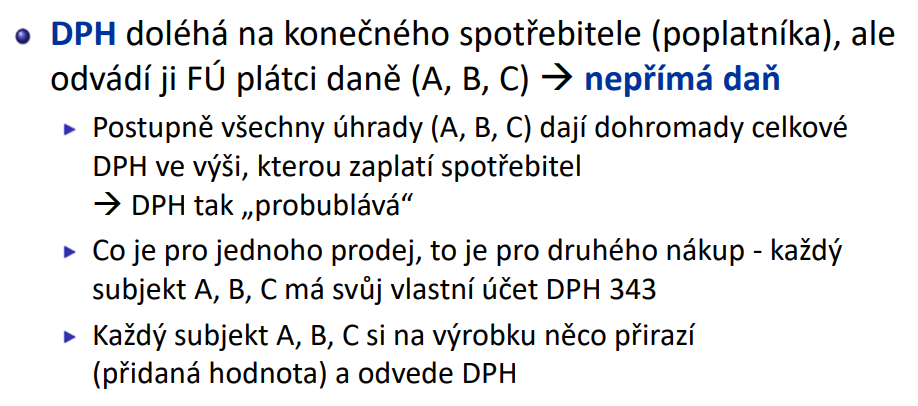 DPH doléhá na konečného spotřebitele (poplatníka), ale
odvádí ji FÚ plátci daně (A, B, C) → nepřímá daň
Postupně všechny úhrady (A, B, C) dají dohromady celkové
DPH ve výši, kterou zaplatí spotřebitel
→ DPH tak „probublává“
Co je pro jednoho prodej, to je pro druhého nákup - každý
subjekt A, B, C má svůj vlastní účet DPH 343
Každý subjekt A, B, C si na výrobku něco přirazí
(přidaná hodnota) a odvede DPH